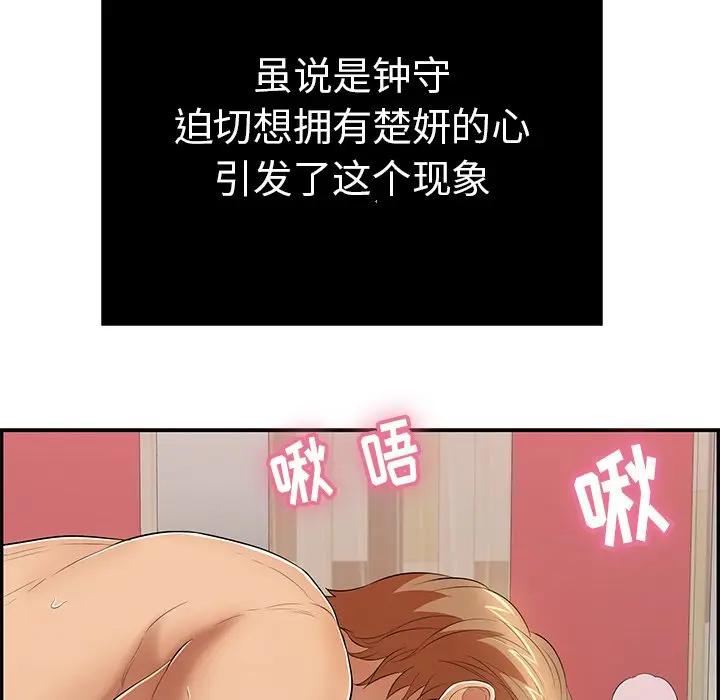 虽说是钟守
迫切想拥有楚妍的心
引发了这个现象
啾 唔
啾